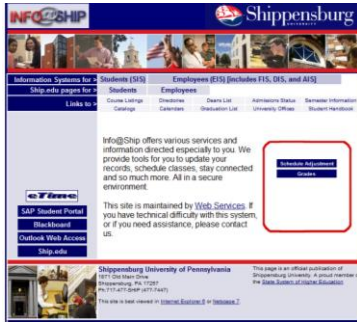 INFO SHIP
Shippensburg
UNIVERSITY
Information Systems for > Students (SIS) Employees (EIS) [includes FIS, DIS, and AIS]
Ship.edu pages for > Students Employees
Links to > Course Listings Directories Deans List Admissions Status Semester Information
Catalogs Calendars Graduation List University Offices Student Handbook
Info@Ship offers various services and
information directed especially to you. We
provide tools for you to update your
records, schedule classes, stay connected
and so much more. All in a secure
environment.
This site is maintained by Web Services. If
you have technical difficulty with this system,
or if you need assistance, please contact
us.
Schedule Adjustment
Grades
eTime
SAP Student Portal
Blackboard
Outlook Web Access
Ship.edu
Shippensburg University of Pennsylvania
1871 Old Main Drive
Shippensburg, PA 17257
Ph:717-477-SHIP (477-7447)
This site is best viewed in Internet Explorer 6 or Netscape 7.
This page is an official publication of
Shippensburg University. A proud member of
the State System of Higher Education